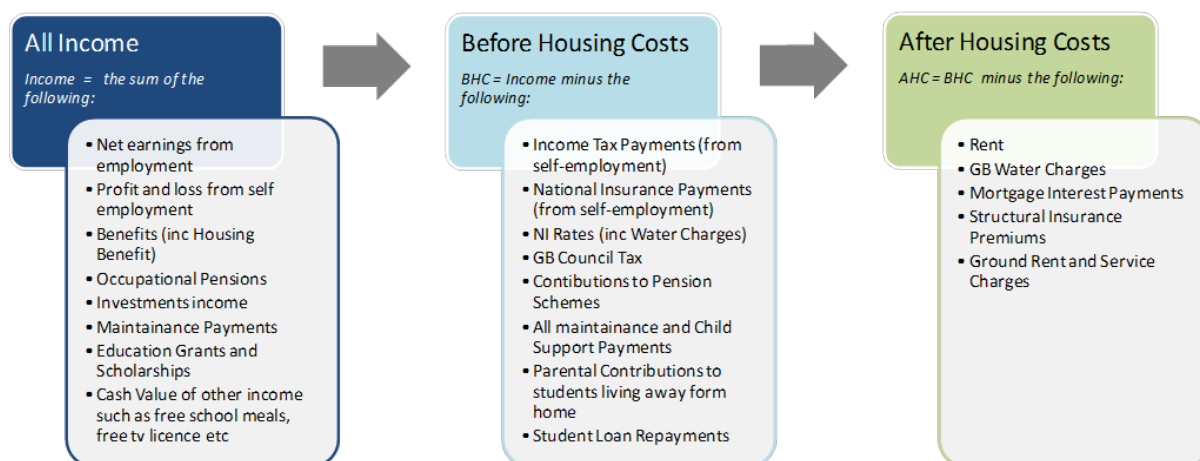 All Income
Income = the sum of the
following:
• Net earnings from
employment
• Profit and loss from self
employment
• Benefits (inc Housing
Benefit)
• Occupational Pensions
• Investments income
• Maintainance Payments
• Education Grants and
Scholarships
• Cash Value of other income
such as free school meals,
free tv licence etc
Before Housing Costs
BHC = Income minus the
following:
• Income Tax Payments (from
self-employment)
• National Insurance Payments
(from self-employment)
• NI Rates (inc Water Charges)
• GB Council Tax
• Contibutions to Pension
Schemes
• All maintainance and Child
Support Payments
• Parental Contributions to
students living away form
home
• Student Loan Repayments
After Housing Costs
AHC = BHC minus the following:
• Rent
• GB Water Charges
• Mortgage Interest Payments
• Structural Insurance
Premiums
• Ground Rent and Service
Charges